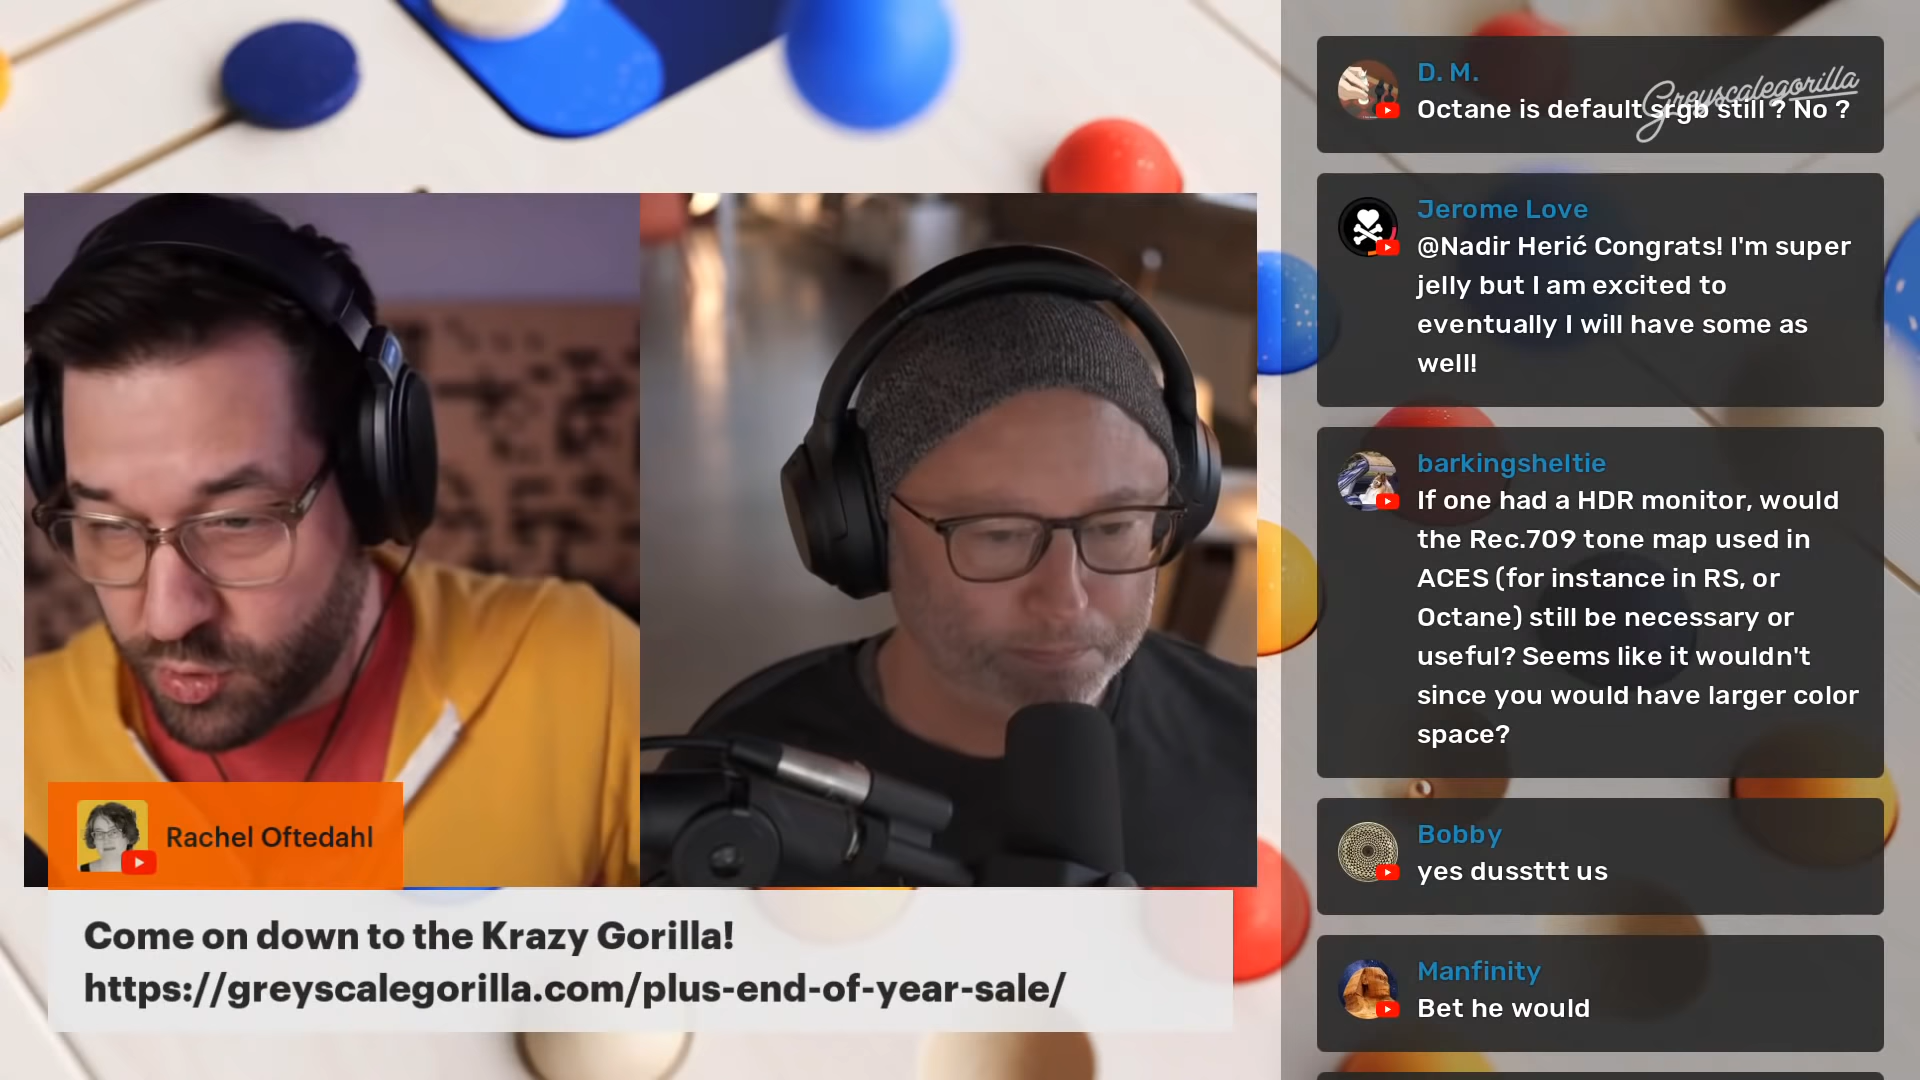 Rachel Oftedahl
Come on down to the Krazy Gorilla!
https://greyscalegorilla.com/plus-end-of-year-sale/
Greyscalegorilla
D. M.
Octane is default srgb still ? No ?
Jerome Love
@Nadir Herić Congrats! I'm super
jelly but I am excited to
eventually I will have some as
well!
barkingsheltie
If one had a HDR monitor, would
the Rec.709 tone map used in
ACES (for instance in RS, or
Octane) still be necessary or
useful? Seems like it wouldn't
since you would have larger color
space?
Bobby
yes dussttt us
Manfinity
Bet he would